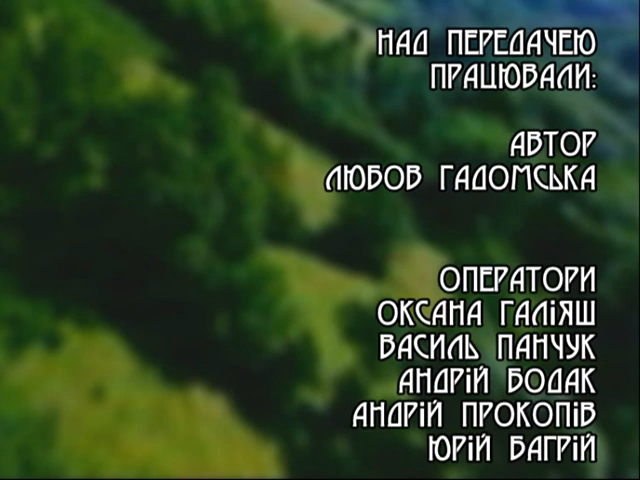 НАД ПЕРЕДАЧЕЮ
ПРАЦЮВАЛИ:
АВТОР
ЛЮБОВ ГАДОМСЬКА
ОПЕРАТОРИ
ОКСАНА ГАЛІЯШ
ВАСИЛЬ ПАНЧУК
АНДРІЙ БОДАК
АНДРІЙ ПРОКОПІВ
ЮРІЙ БАГРІЙ